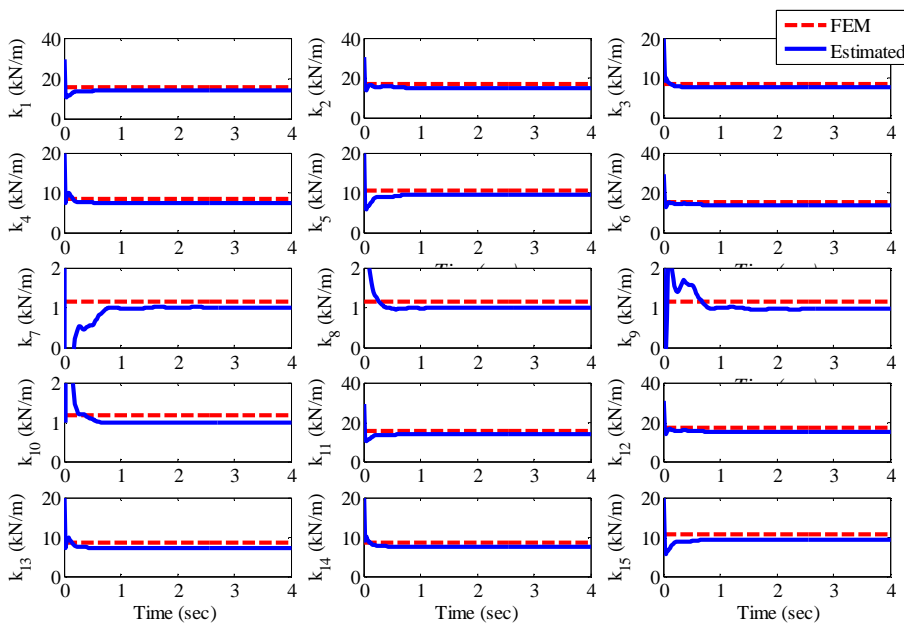 FEM
Estimated
k1 (kN/m)
40
20
0
0 1 2 3 4
k2 (kN/m)
40
20
0
0 1 2 3 4
k3 (kN/m)
20
10
0
0 1 2 3 4
k4 (kN/m)
20
10
0
0 1 2 3 4
k5 (kN/m)
20
10
0
0 1 2 3 4
k6 (kN/m)
40
20
0
0 1 2 3 4
k7 (kN/m)
2
1
0
0 1 2 3 4
k8 (kN/m)
2
1
0
0 1 2 3 4
k9 (kN/m)
2
1
0
0 1 2 3 4
k10 (kN/m)
2
1
0
0 1 2 3 4
k11 (kN/m)
40
20
0
0 1 2 3 4
k12 (kN/m)
40
20
0
0 1 2 3 4
k13 (kN/m)
20
10
0
0 1 2 3 4
Time (sec)
k14 (kN/m)
20
10
0
0 1 2 3 4
Time (sec)
k15 (kN/m)
20
10
0
0 1 2 3 4
Time (sec)